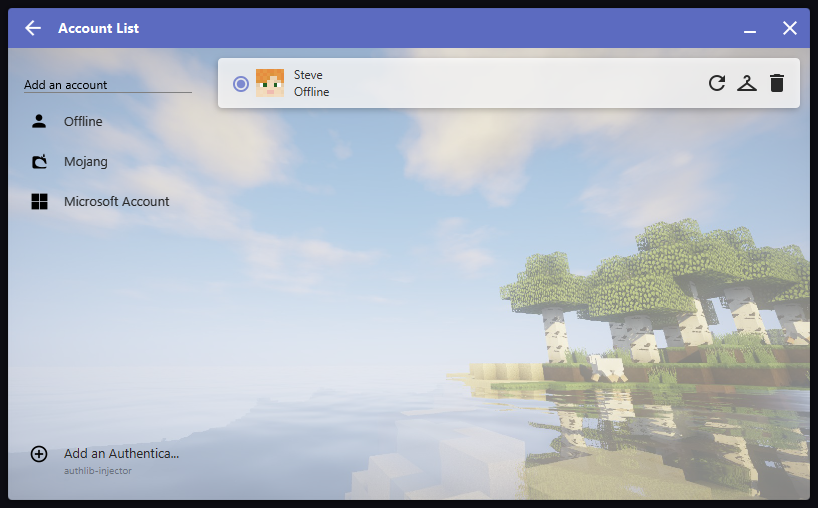 Account List
Add an account
Offline
Mojang
Microsoft Account
Add an Authentica...
authlib-injector
Steve
Offline